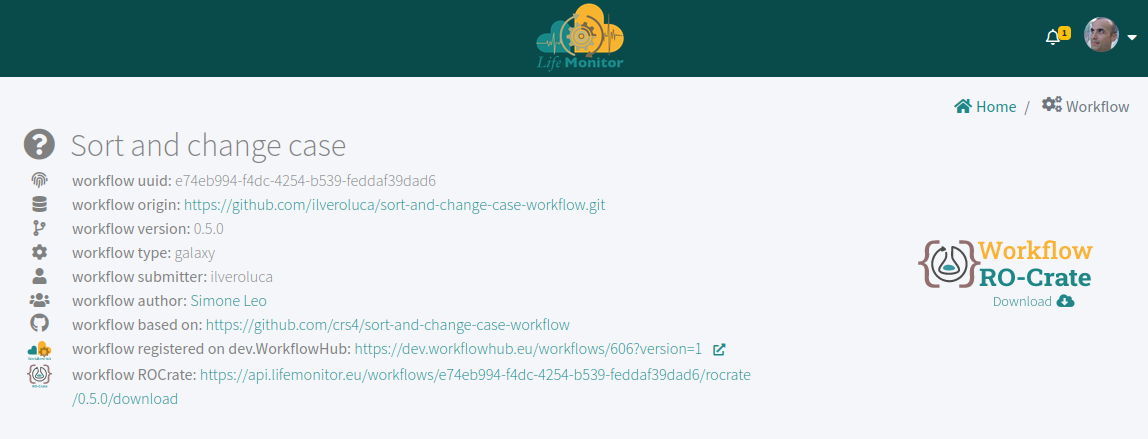 Life Monitor
1
Home / Workflow
Sort and change case
workflow uuid: e74eb994-f4dc-4254-b539-feddaf39dad6
workflow origin: https://github.com/ilveroluca/sort-and-change-case-workflow.git
workflow version: 0.5.0
workflow type: galaxy
workflow submitter: ilveroluca
workflow author: Simone Leo
workflow based on: https://github.com/crs4/sort-and-change-case-workflow
workflow registered on dev.WorkflowHub: https://dev.workflowhub.eu/workflows/606?version=1
workflow ROCrate: https://api.lifemonitor.eu/workflows/e74eb994-f4dc-4254-b539-feddaf39dad6/rocrate
/0.5.0/download
Workflow
RO-Crate
Download